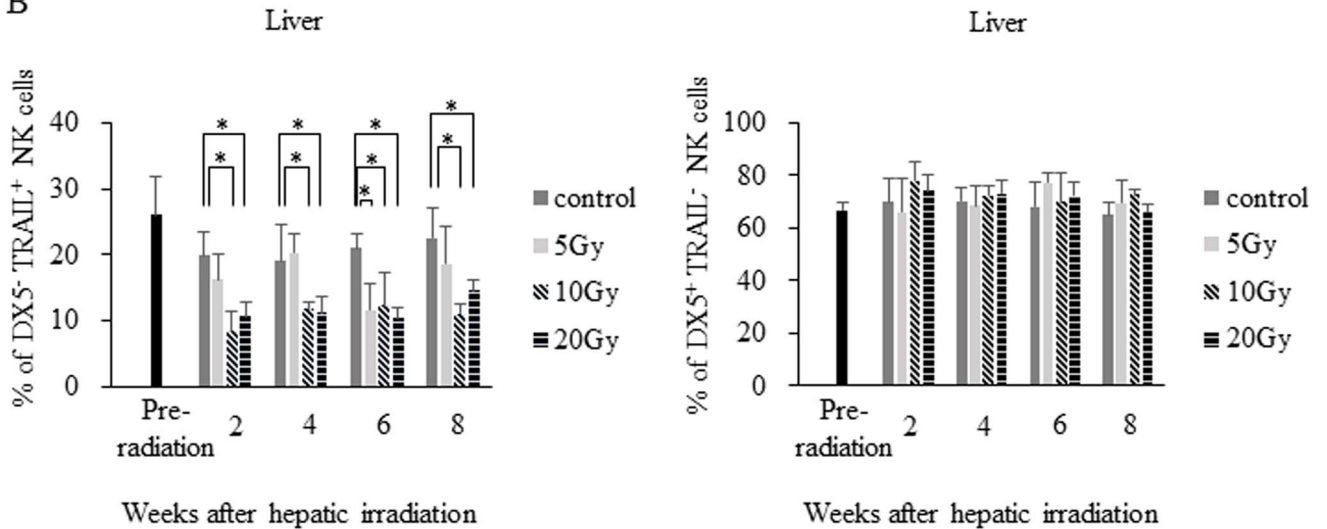 B
Liver
% of DX5⁻ TRAIL⁺ NK cells
40
30
20
10
0
* *
* *
* * *
* *
control
5Gy
10Gy
20Gy
Pre-
radiation 2 4 6 8
Weeks after hepatic irradiation
Liver
% of DX5⁺ TRAIL⁻ NK cells
100
80
60
40
20
0
control
5Gy
10Gy
20Gy
Pre-
radiation 2 4 6 8
Weeks after hepatic irradiation